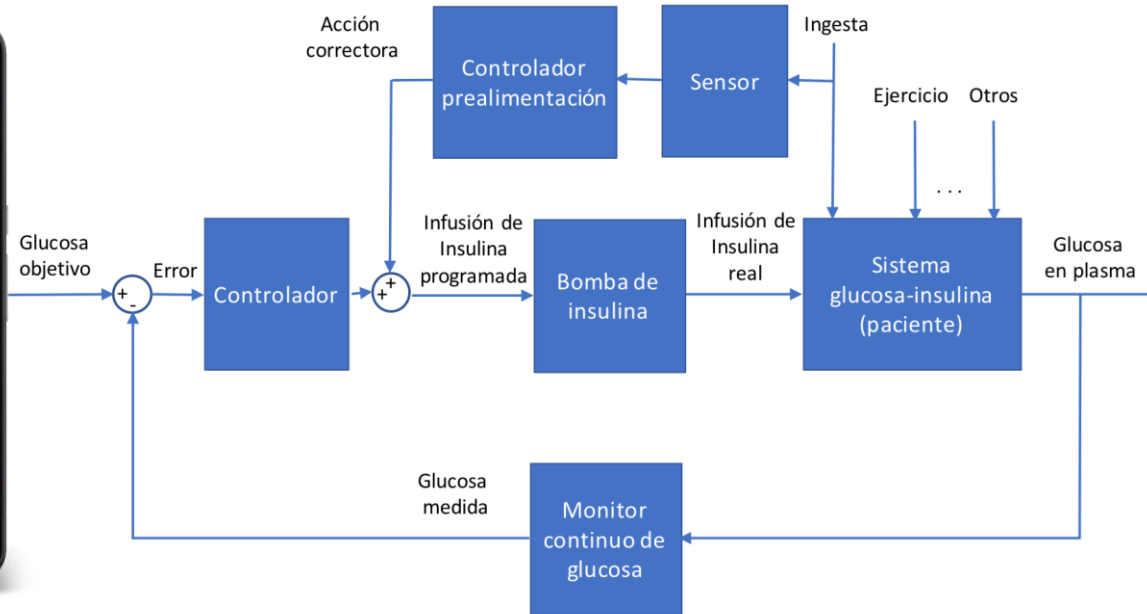 Acción
correctora
Controlador
prealimentación
Sensor
Ingesta
Ejercicio
Otros
. . .
Glucosa
objetivo
+
-
Error
Controlador
+
+
Infusión de
Insulina
programada
Bomba de
insulina
Infusión de
Insulina
real
Sistema
glucosa-insulina
(paciente)
Glucosa
en plasma
Glucosa
medida
Monitor
continuo de
glucosa